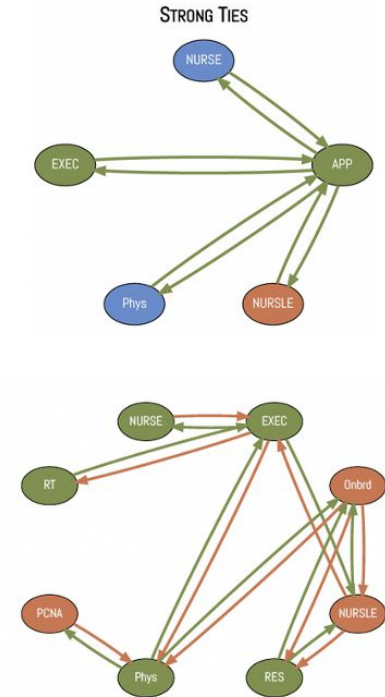 STRONG TIES
NURSE
EXEC
APP
Phys
NURSLE
NURSE
EXEC
RT
Onbrd
PCNA
NURSLE
Phys
RES